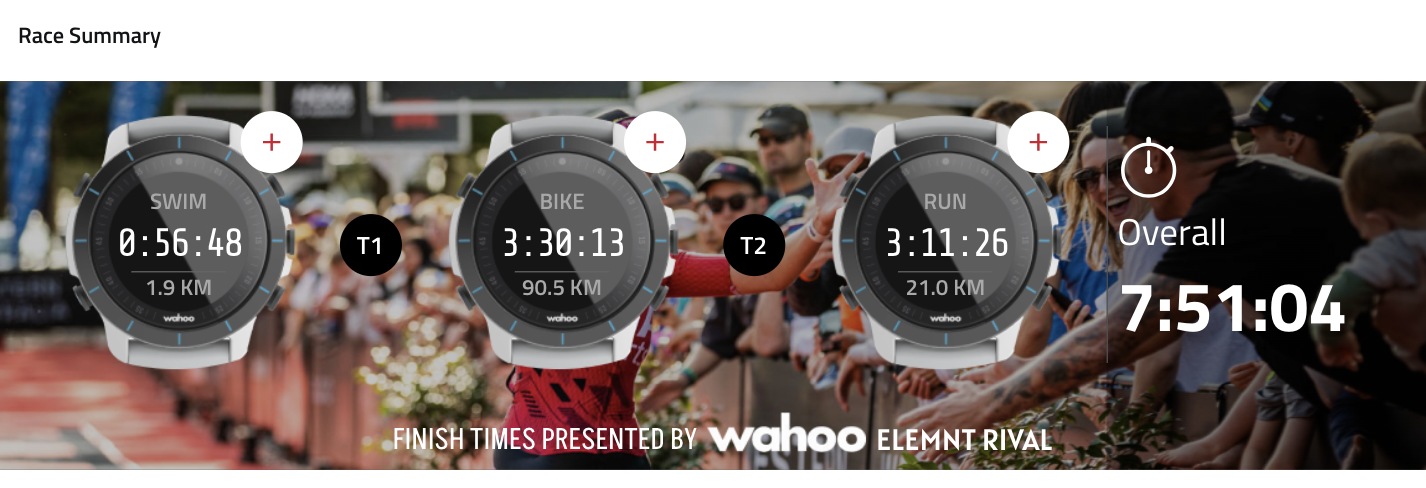 Race Summary
SWIM
0:56:48
1.9 KM
wahoo
T1
BIKE
3:30:13
90.5 KM
wahoo
T2
RUN
3:11:26
21.0 KM
wahoo
Overall
7:51:04
FINISH TIMES PRESENTED BY wahoo ELEMNT RIVAL